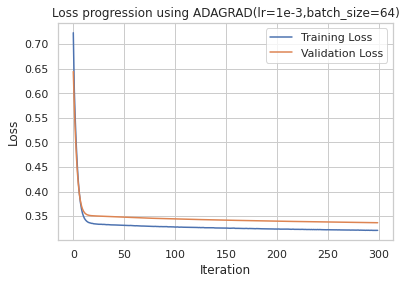 Loss progression using ADAGRAD(lr=1e-3,batch_size=64)
Training Loss
Validation Loss
Loss
0.70
0.65
0.60
0.55
0.50
0.45
0.40
0.35
0 50 100 150 200 250 300
Iteration